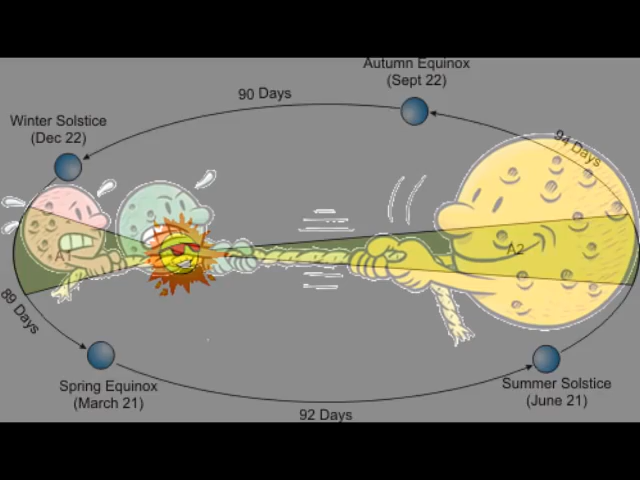 Autumn Equinox
(Sept 22)
90 Days
Winter Solstice
(Dec 22)
94 Days
A1
A2
89 Days
Spring Equinox
(March 21)
Summer Solstice
(June 21)
92 Days